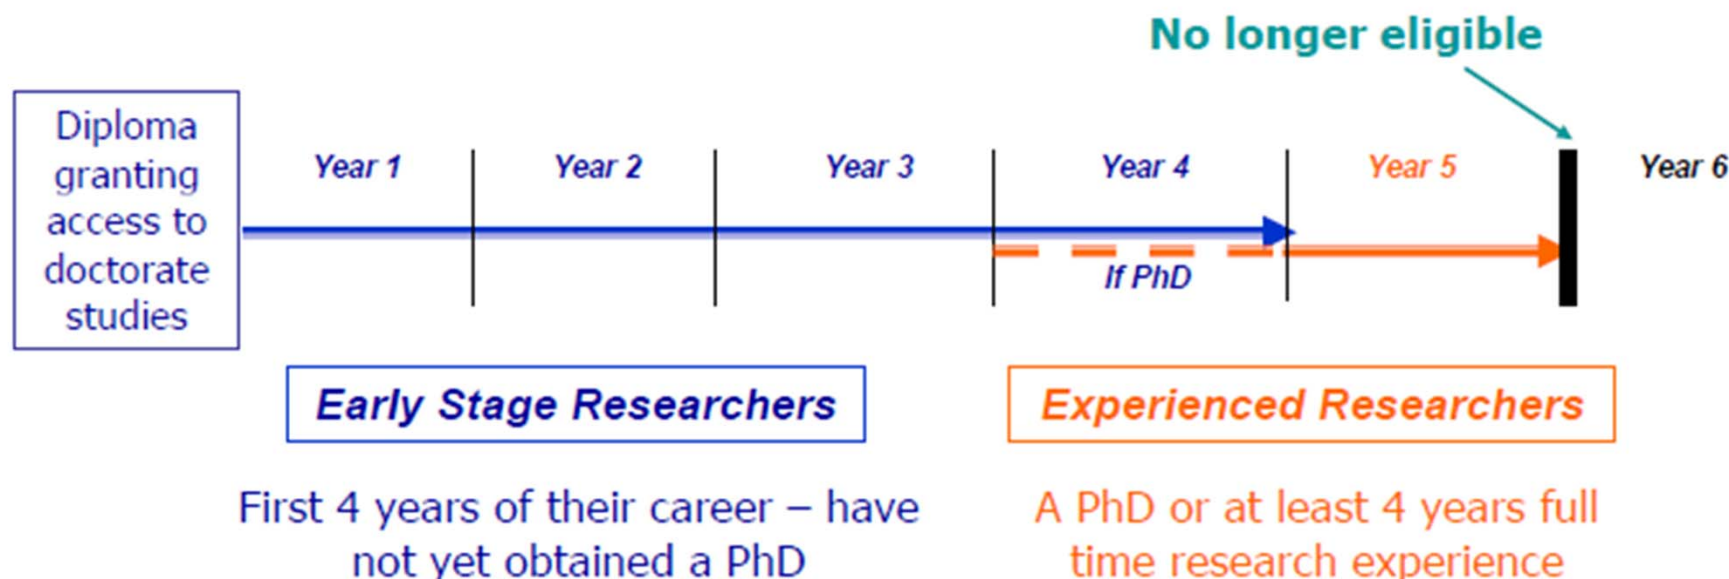 No longer eligible
Diploma
granting
access to
doctorate
studies
Year 1
Year 2
Year 3
Year 4
Year 5
Year 6
If PhD
Early Stage Researchers
Experienced Researchers
First 4 years of their career – have
not yet obtained a PhD
A PhD or at least 4 years full
time research experience